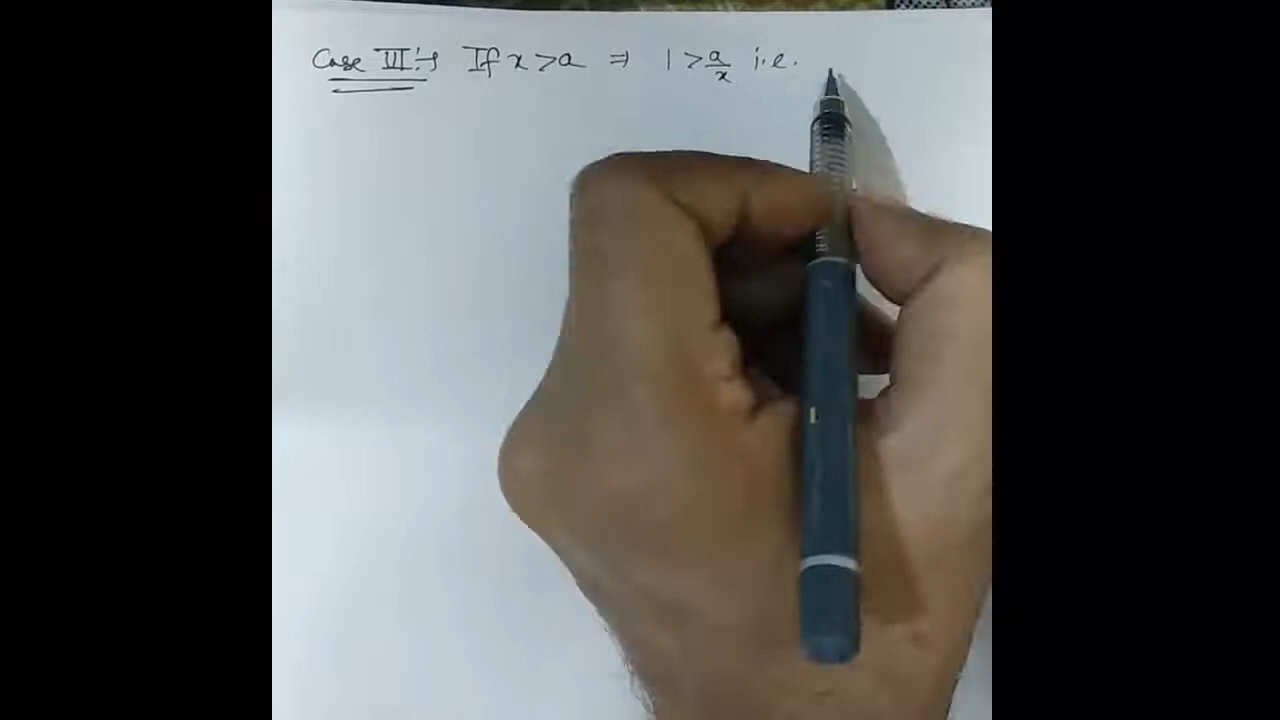 Case III :→ If x > a ⇒ 1 > a/x i.e.